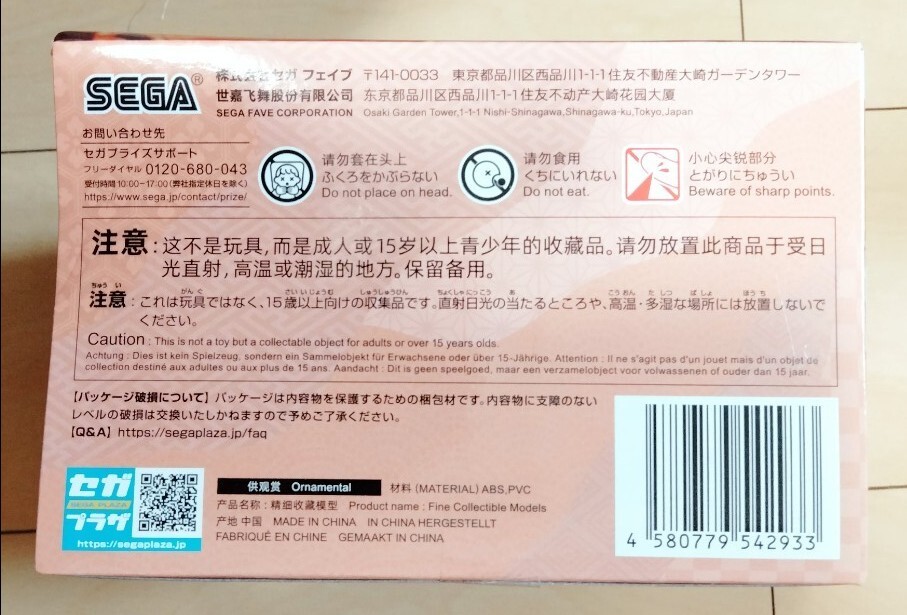 SEGA®
株式会社セガ フェイブ 〒141-0033 東京都品川区西品川1-1-1住友不動産大崎ガーデンタワー
世嘉飞舞股份有限公司 东京都品川区西品川1-1-1住友不动产大崎花园大厦
SEGA FAVE CORPORATION Osaki Garden Tower,1-1-1 Nishi-Shinagawa,Shinagawa-ku,Tokyo,Japan
お問い合わせ先
セガプライズサポート
フリーダイヤル 0120-680-043
受付時間 10:00~17:00(弊社指定休日を除く)
https://www.sega.jp/contact/prize/
请勿套在头上
ふくろをかぶらない
Do not place on head.
请勿食用
くちにいれない
Do not eat.
小心尖锐部分
とがりにちゅうい
Beware of sharp points.
注意:这不是玩具,而是成人或15岁以上青少年的收藏品。请勿放置此商品于受日
光直射,高温或潮湿的地方。保留备用。
注意:これは玩具ではなく、15歳以上向けの収集品です。直射日光の当たるところや、高温・多湿な場所には放置しないで
ください。
Caution : This is not a toy but a collectable object for adults or over 15 years olds.
Achtung : Dies ist kein Spielzeug, sondern ein Sammelobjekt für Erwachsene oder über 15-Jährige. Attention : Il ne s'agit pas d'un jouet mais d'un objet de
collection destiné aux adultes ou aux plus de 15 ans. Aandacht : Dit is geen speelgoed, maar een verzamelobject voor volwassenen of ouder dan 15 jaar.
【パッケージ破損について】パッケージは内容物を保護するための梱包材です。内容物に支障のない
レベルの破損は交換いたしかねますので予めご了承ください。
【Q&A】https://segaplaza.jp/faq
セガ
SEGA PLAZA
プラザ
https://segaplaza.jp
供观赏 Ornamental 材料 (MATERIAL) ABS,PVC
产品名称:精细收藏模型 Product name : Fine Collectible Models
产地 中国 MADE IN CHINA IN CHINA HERGESTELLT
FABRIQUÉ EN CHINE GEMAAKT IN CHINA
4 580779 542933